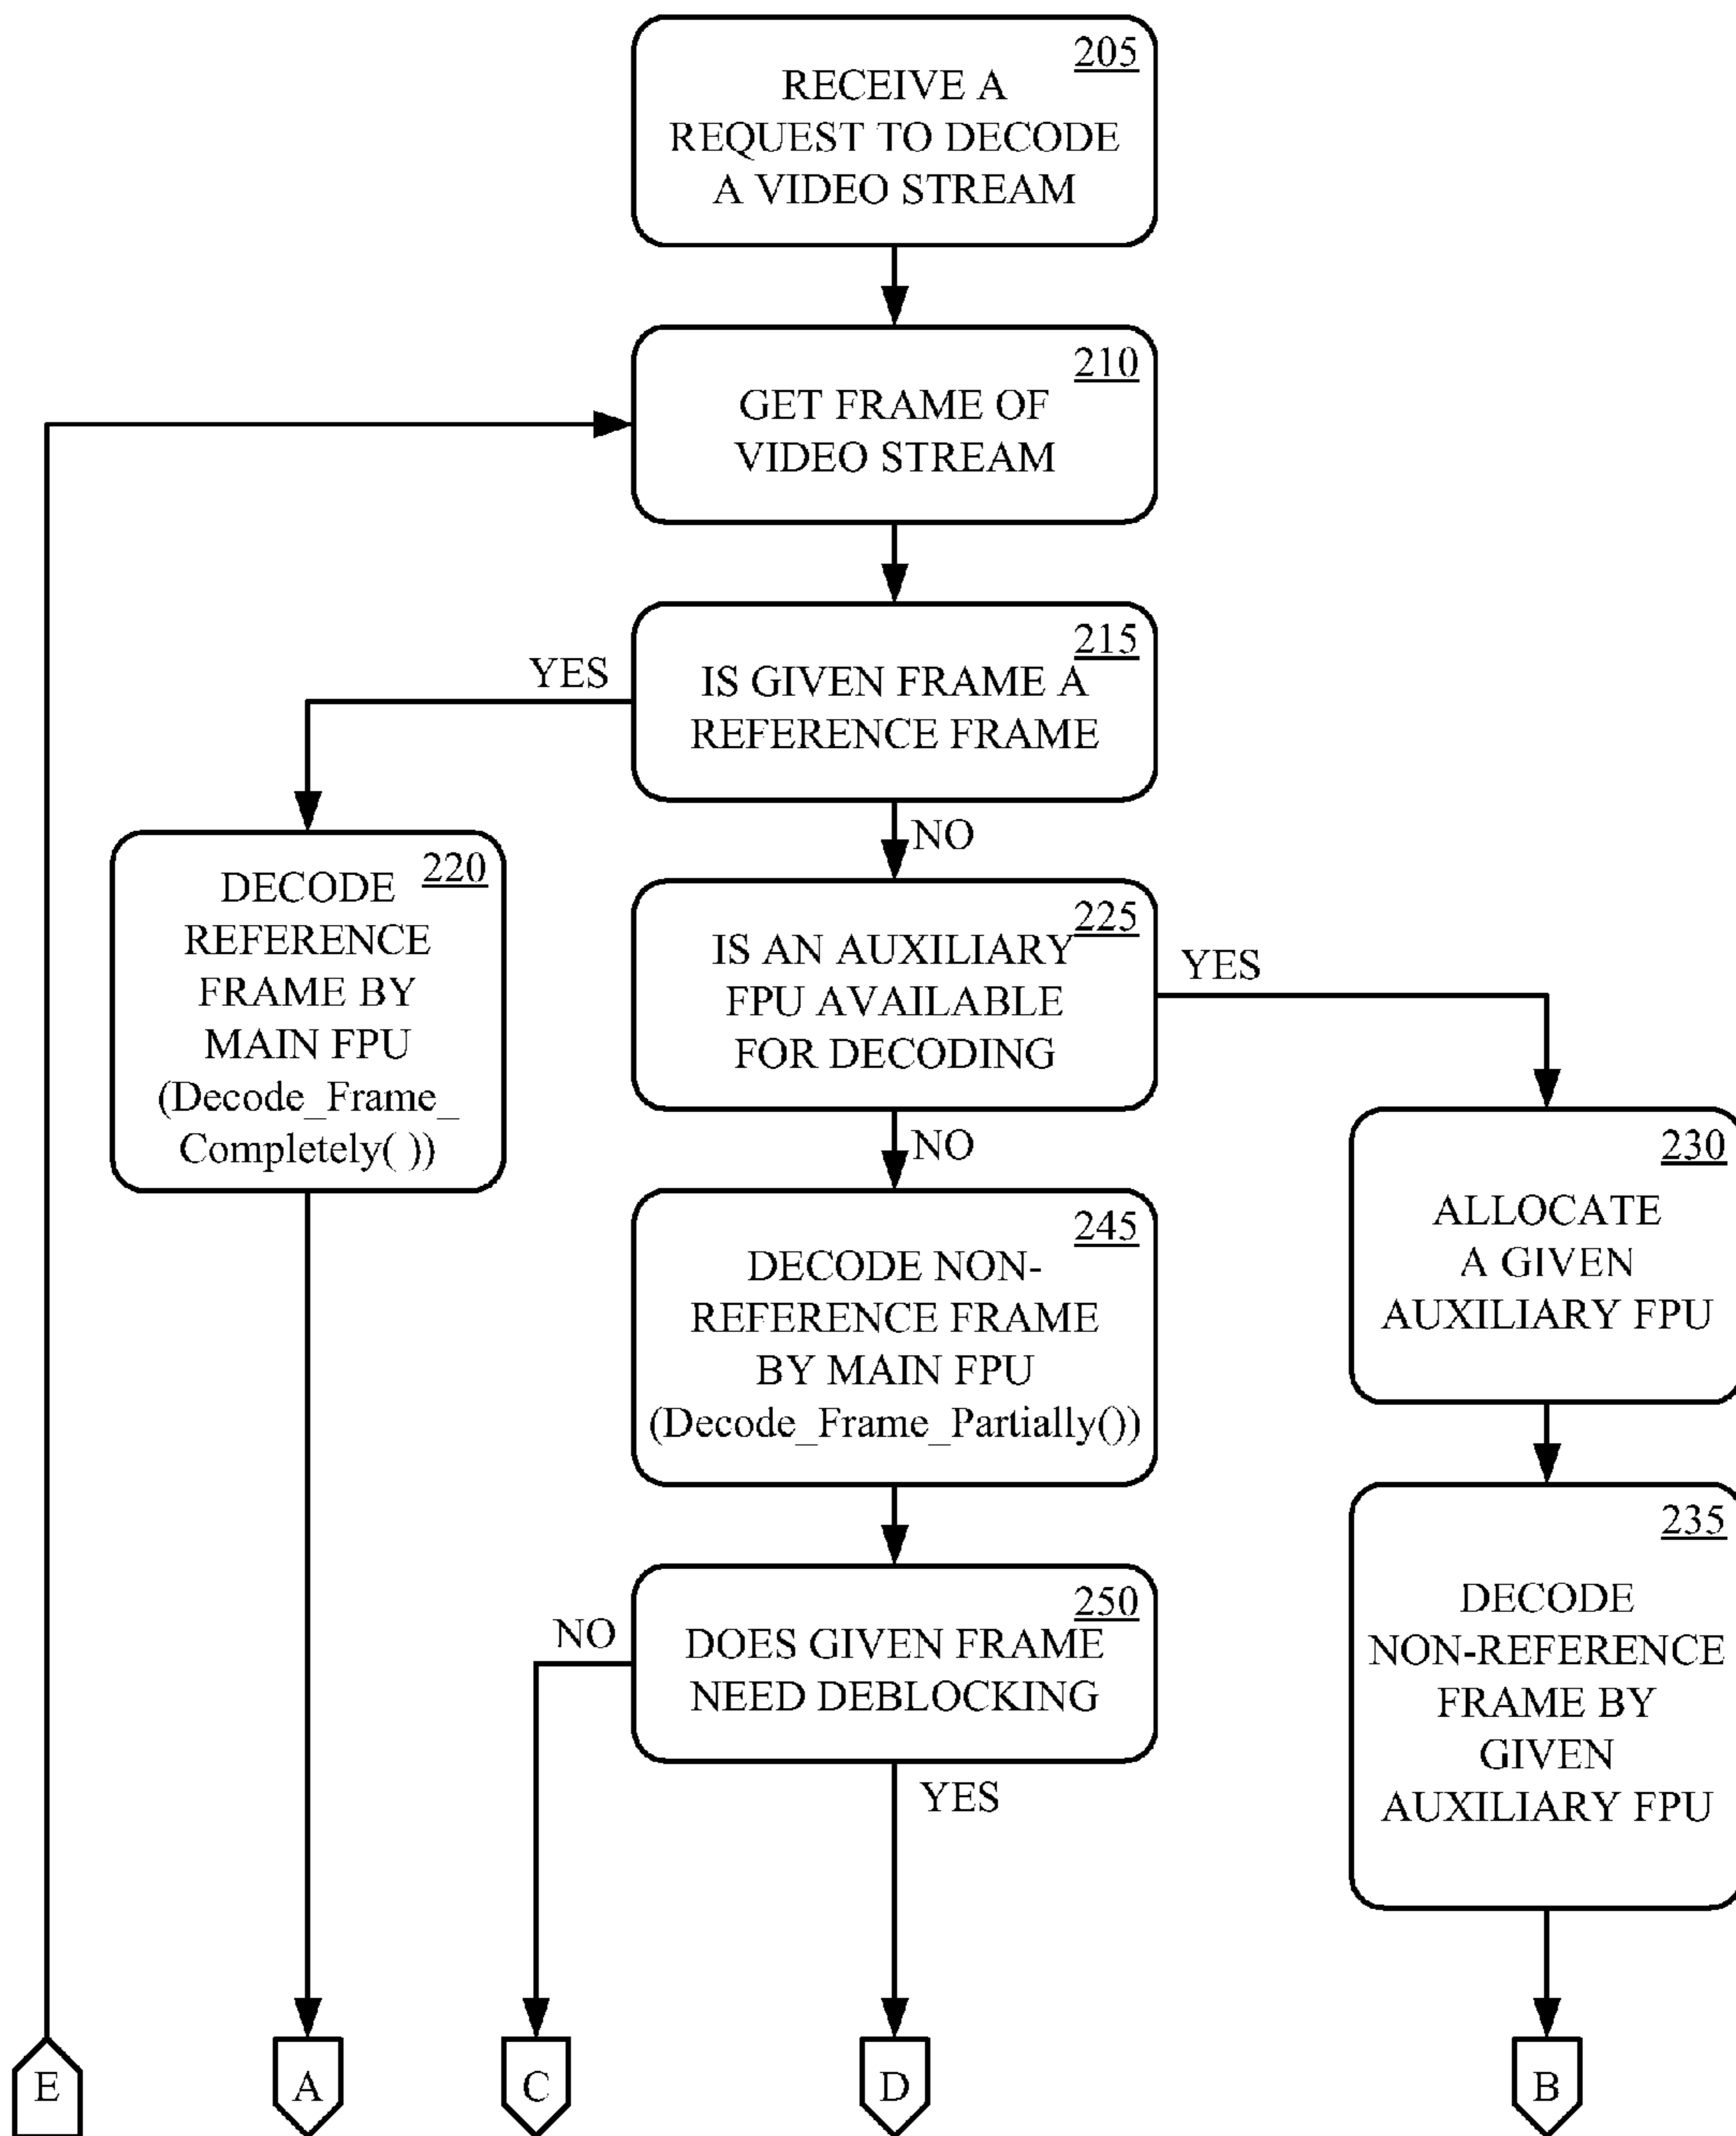 205
RECEIVE A
REQUEST TO DECODE
A VIDEO STREAM
210
GET FRAME OF
VIDEO STREAM
215
IS GIVEN FRAME A
REFERENCE FRAME
YES
NO
220
DECODE
REFERENCE
FRAME BY
MAIN FPU
(Decode_Frame_
Completely( ))
225
IS AN AUXILIARY
FPU AVAILABLE
FOR DECODING
YES
NO
230
ALLOCATE
A GIVEN
AUXILIARY FPU
245
DECODE NON-
REFERENCE FRAME
BY MAIN FPU
(Decode_Frame_Partially())
235
DECODE
NON-REFERENCE
FRAME BY
GIVEN
AUXILIARY FPU
250
DOES GIVEN FRAME
NEED DEBLOCKING
NO
YES
E
A
C
D
B